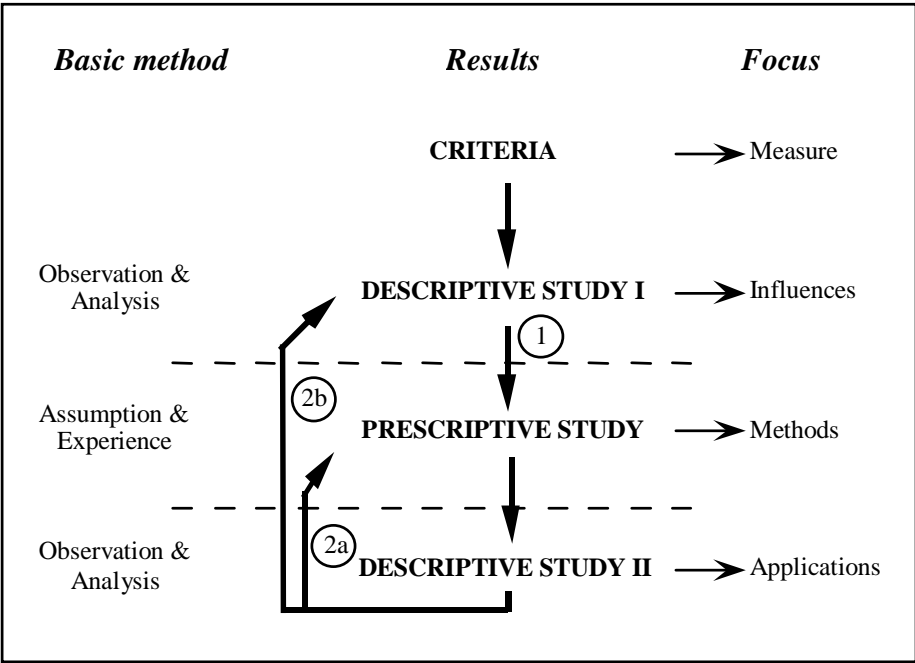 Basic method Results Focus
CRITERIA Measure
Observation &
Analysis
DESCRIPTIVE STUDY I Influences
1
2b
Assumption &
Experience
PRESCRIPTIVE STUDY Methods
2a
Observation &
Analysis
DESCRIPTIVE STUDY II Applications